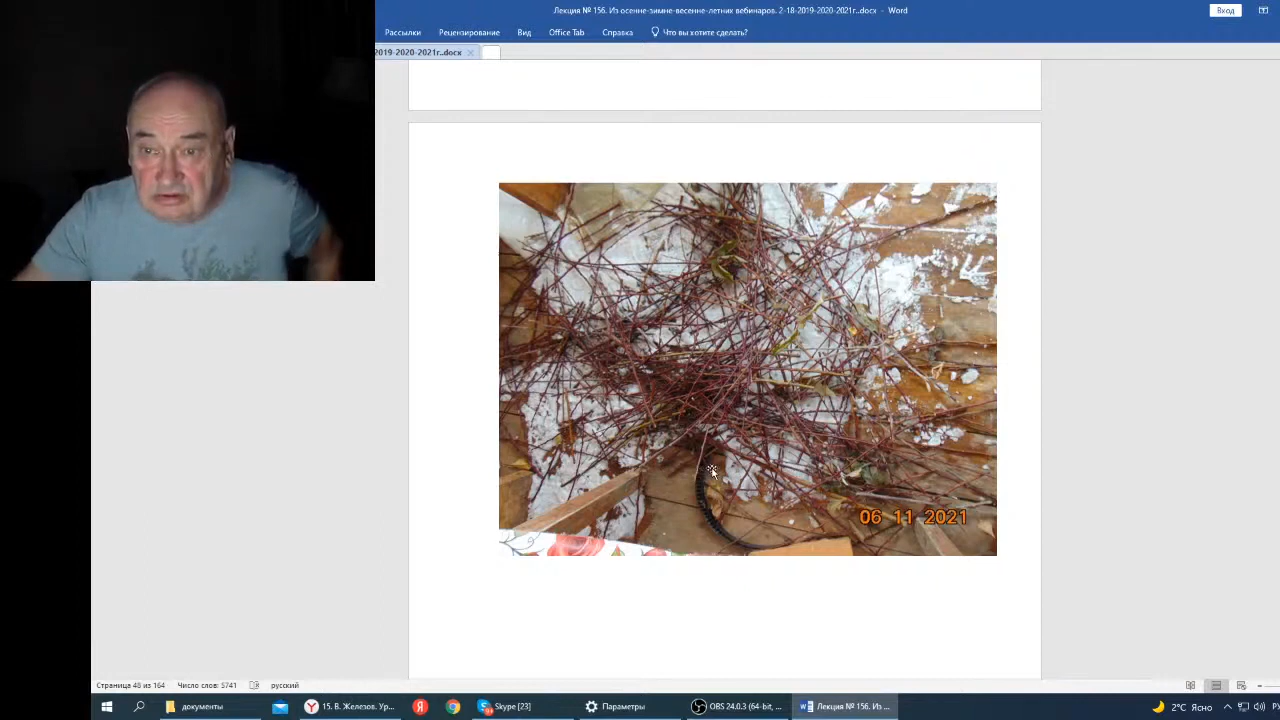 Лекция № 156. Из осенне-зимне-весенне-летних вебинаров. 2-18-2019-2020-2021г..docx - Word
Вход
Рассылки
Рецензирование
Вид
Office Tab
Справка
Что вы хотите сделать?
2019-2020-2021г..docx
06 11 2021
Страница 48 из 164
Число слов: 5741
русский
документы
15. В. Железов. Ур...
Skype [23]
Параметры
OBS 24.0.3 (64-bit, ...
Лекция № 156. Из ...
2°C Ясно